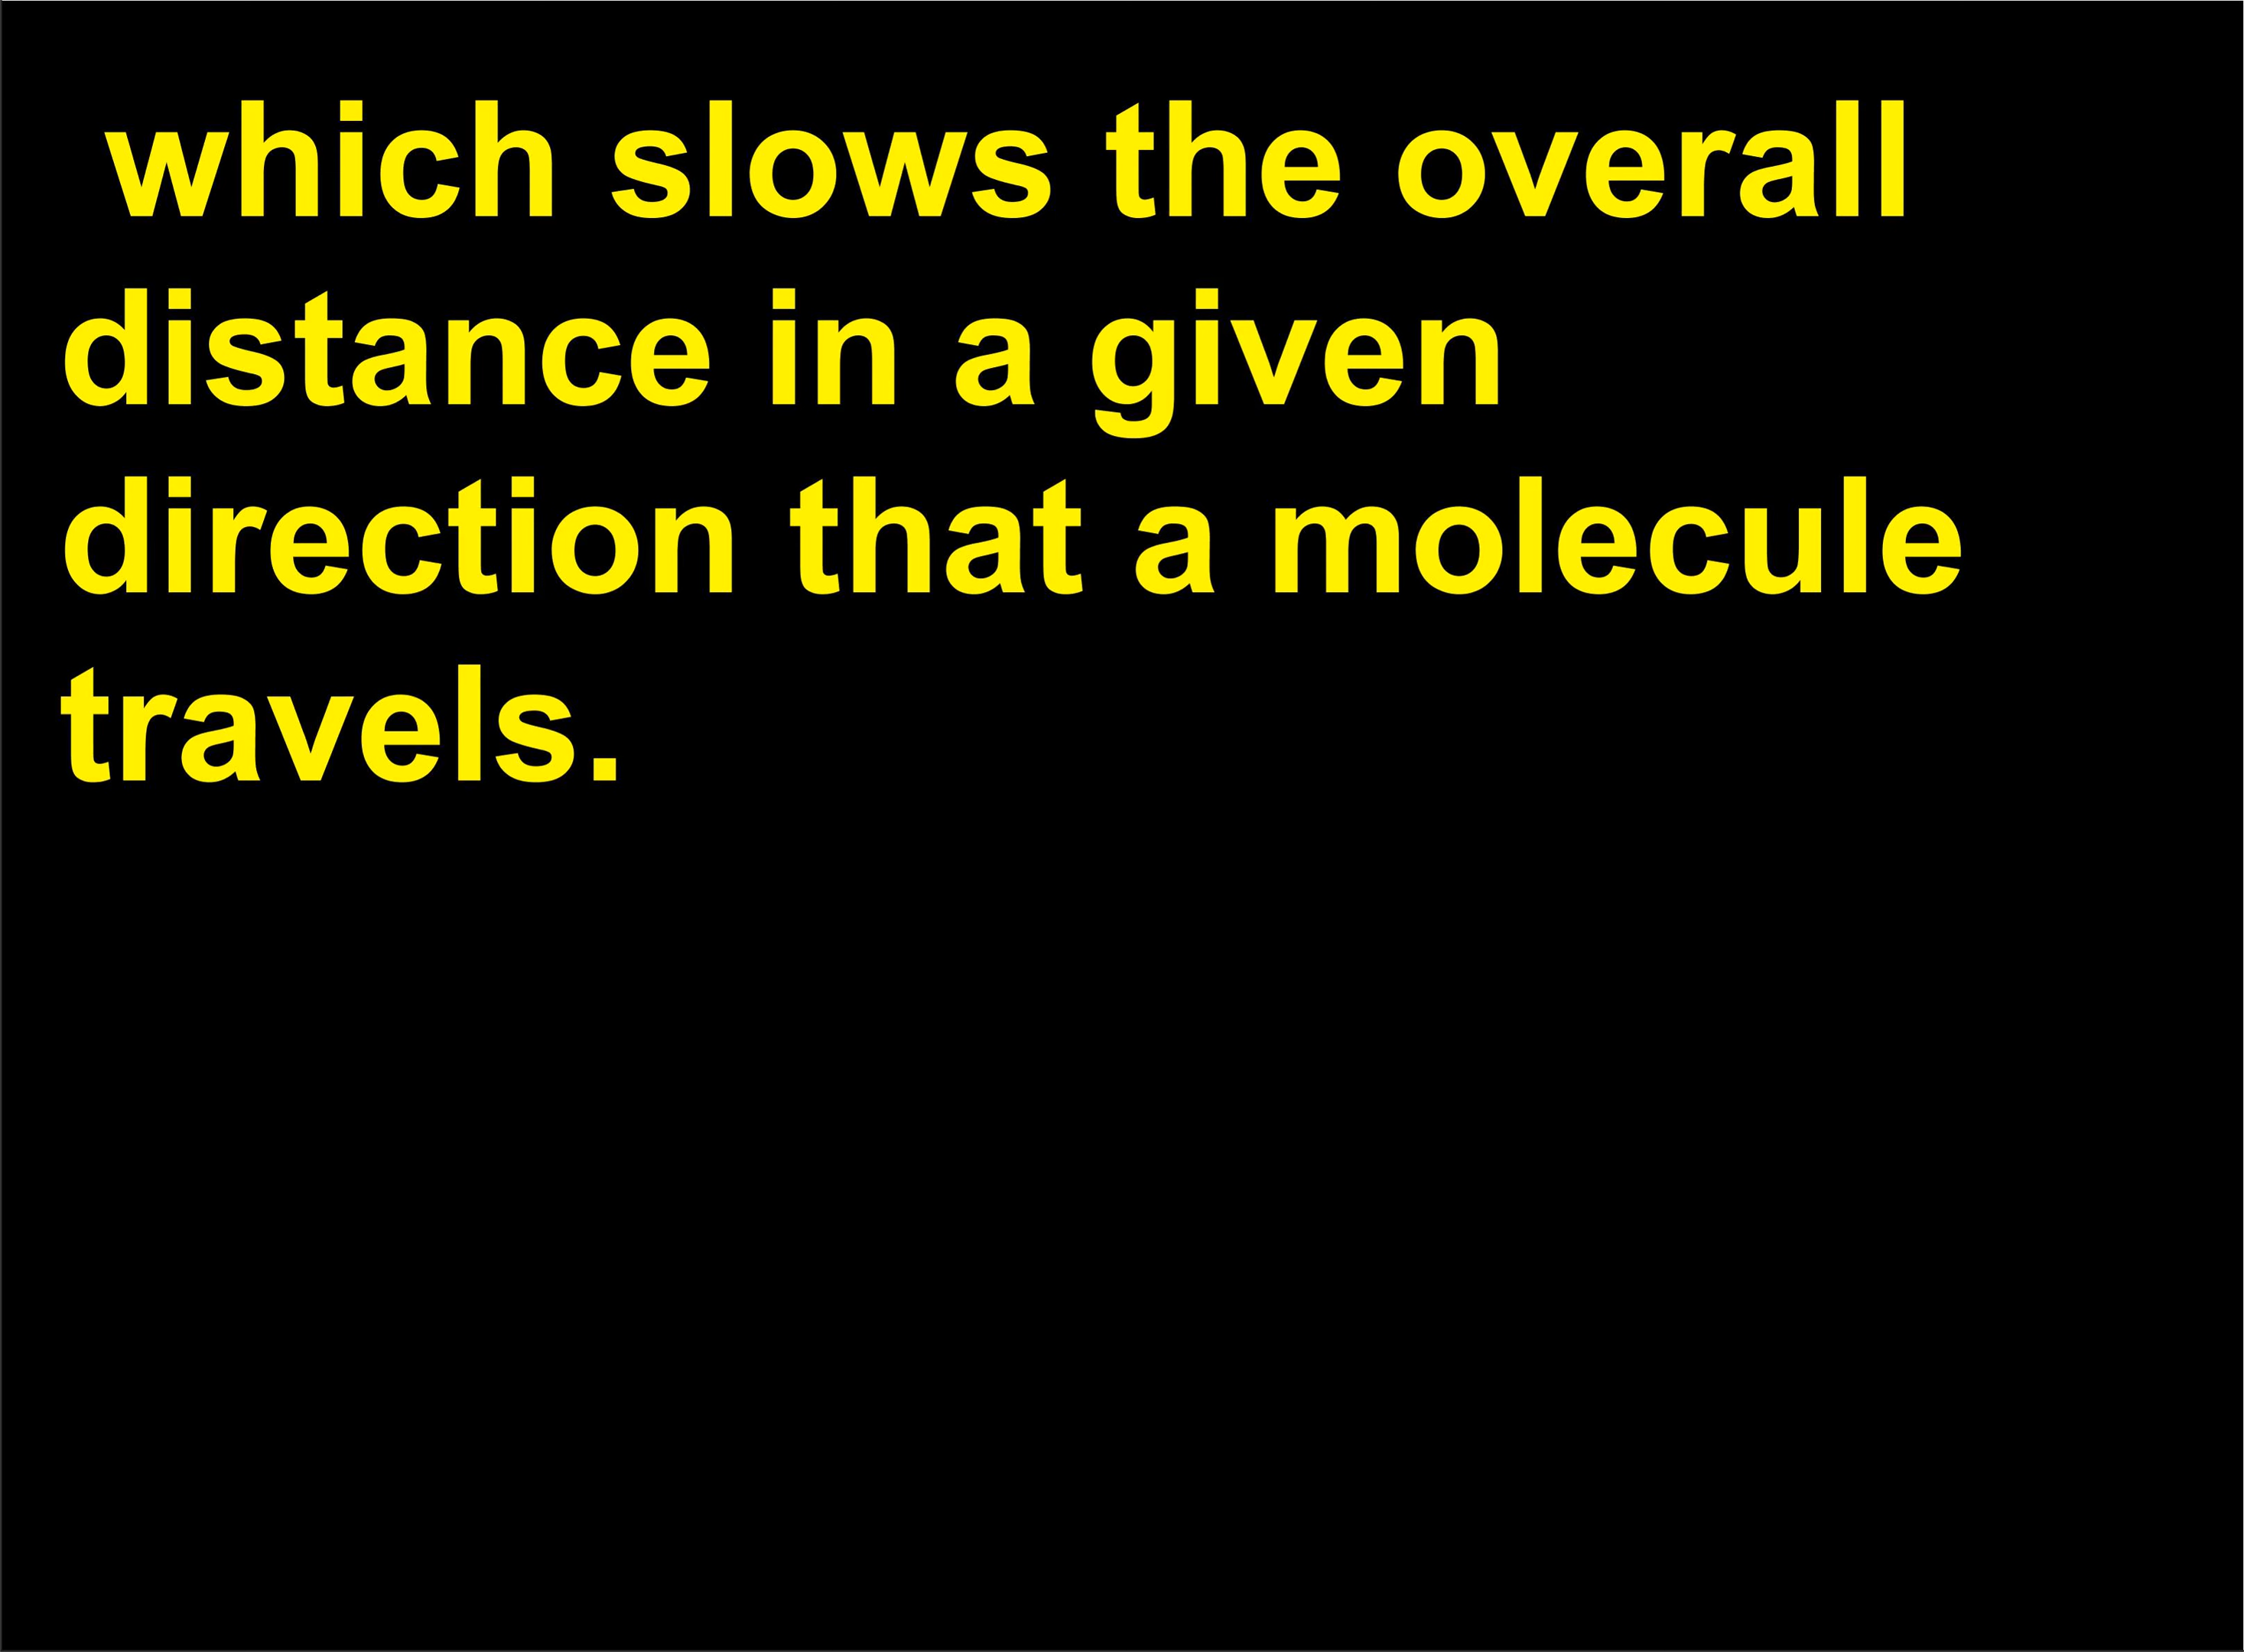 which slows the overall
distance in a given
direction that a molecule
travels.